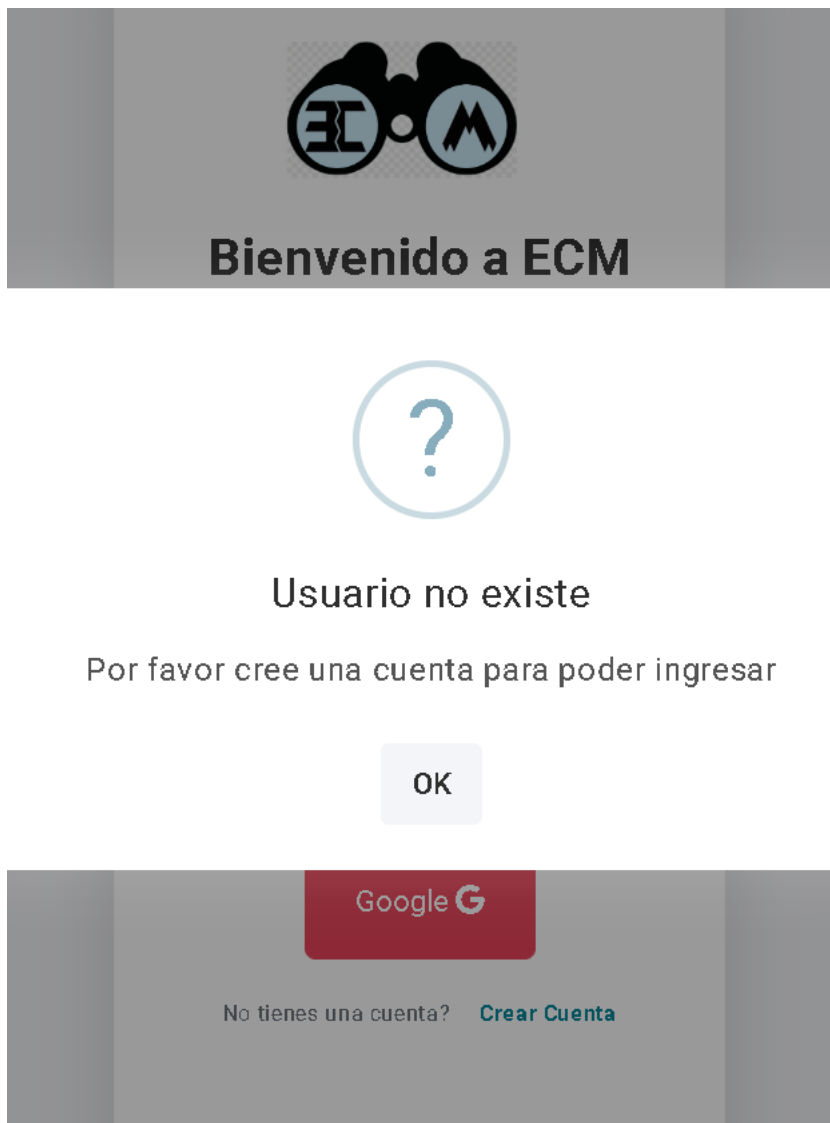 Bienvenido a ECM
?
Usuario no existe
Por favor cree una cuenta para poder ingresar
OK
Google G
No tienes una cuenta? Crear Cuenta